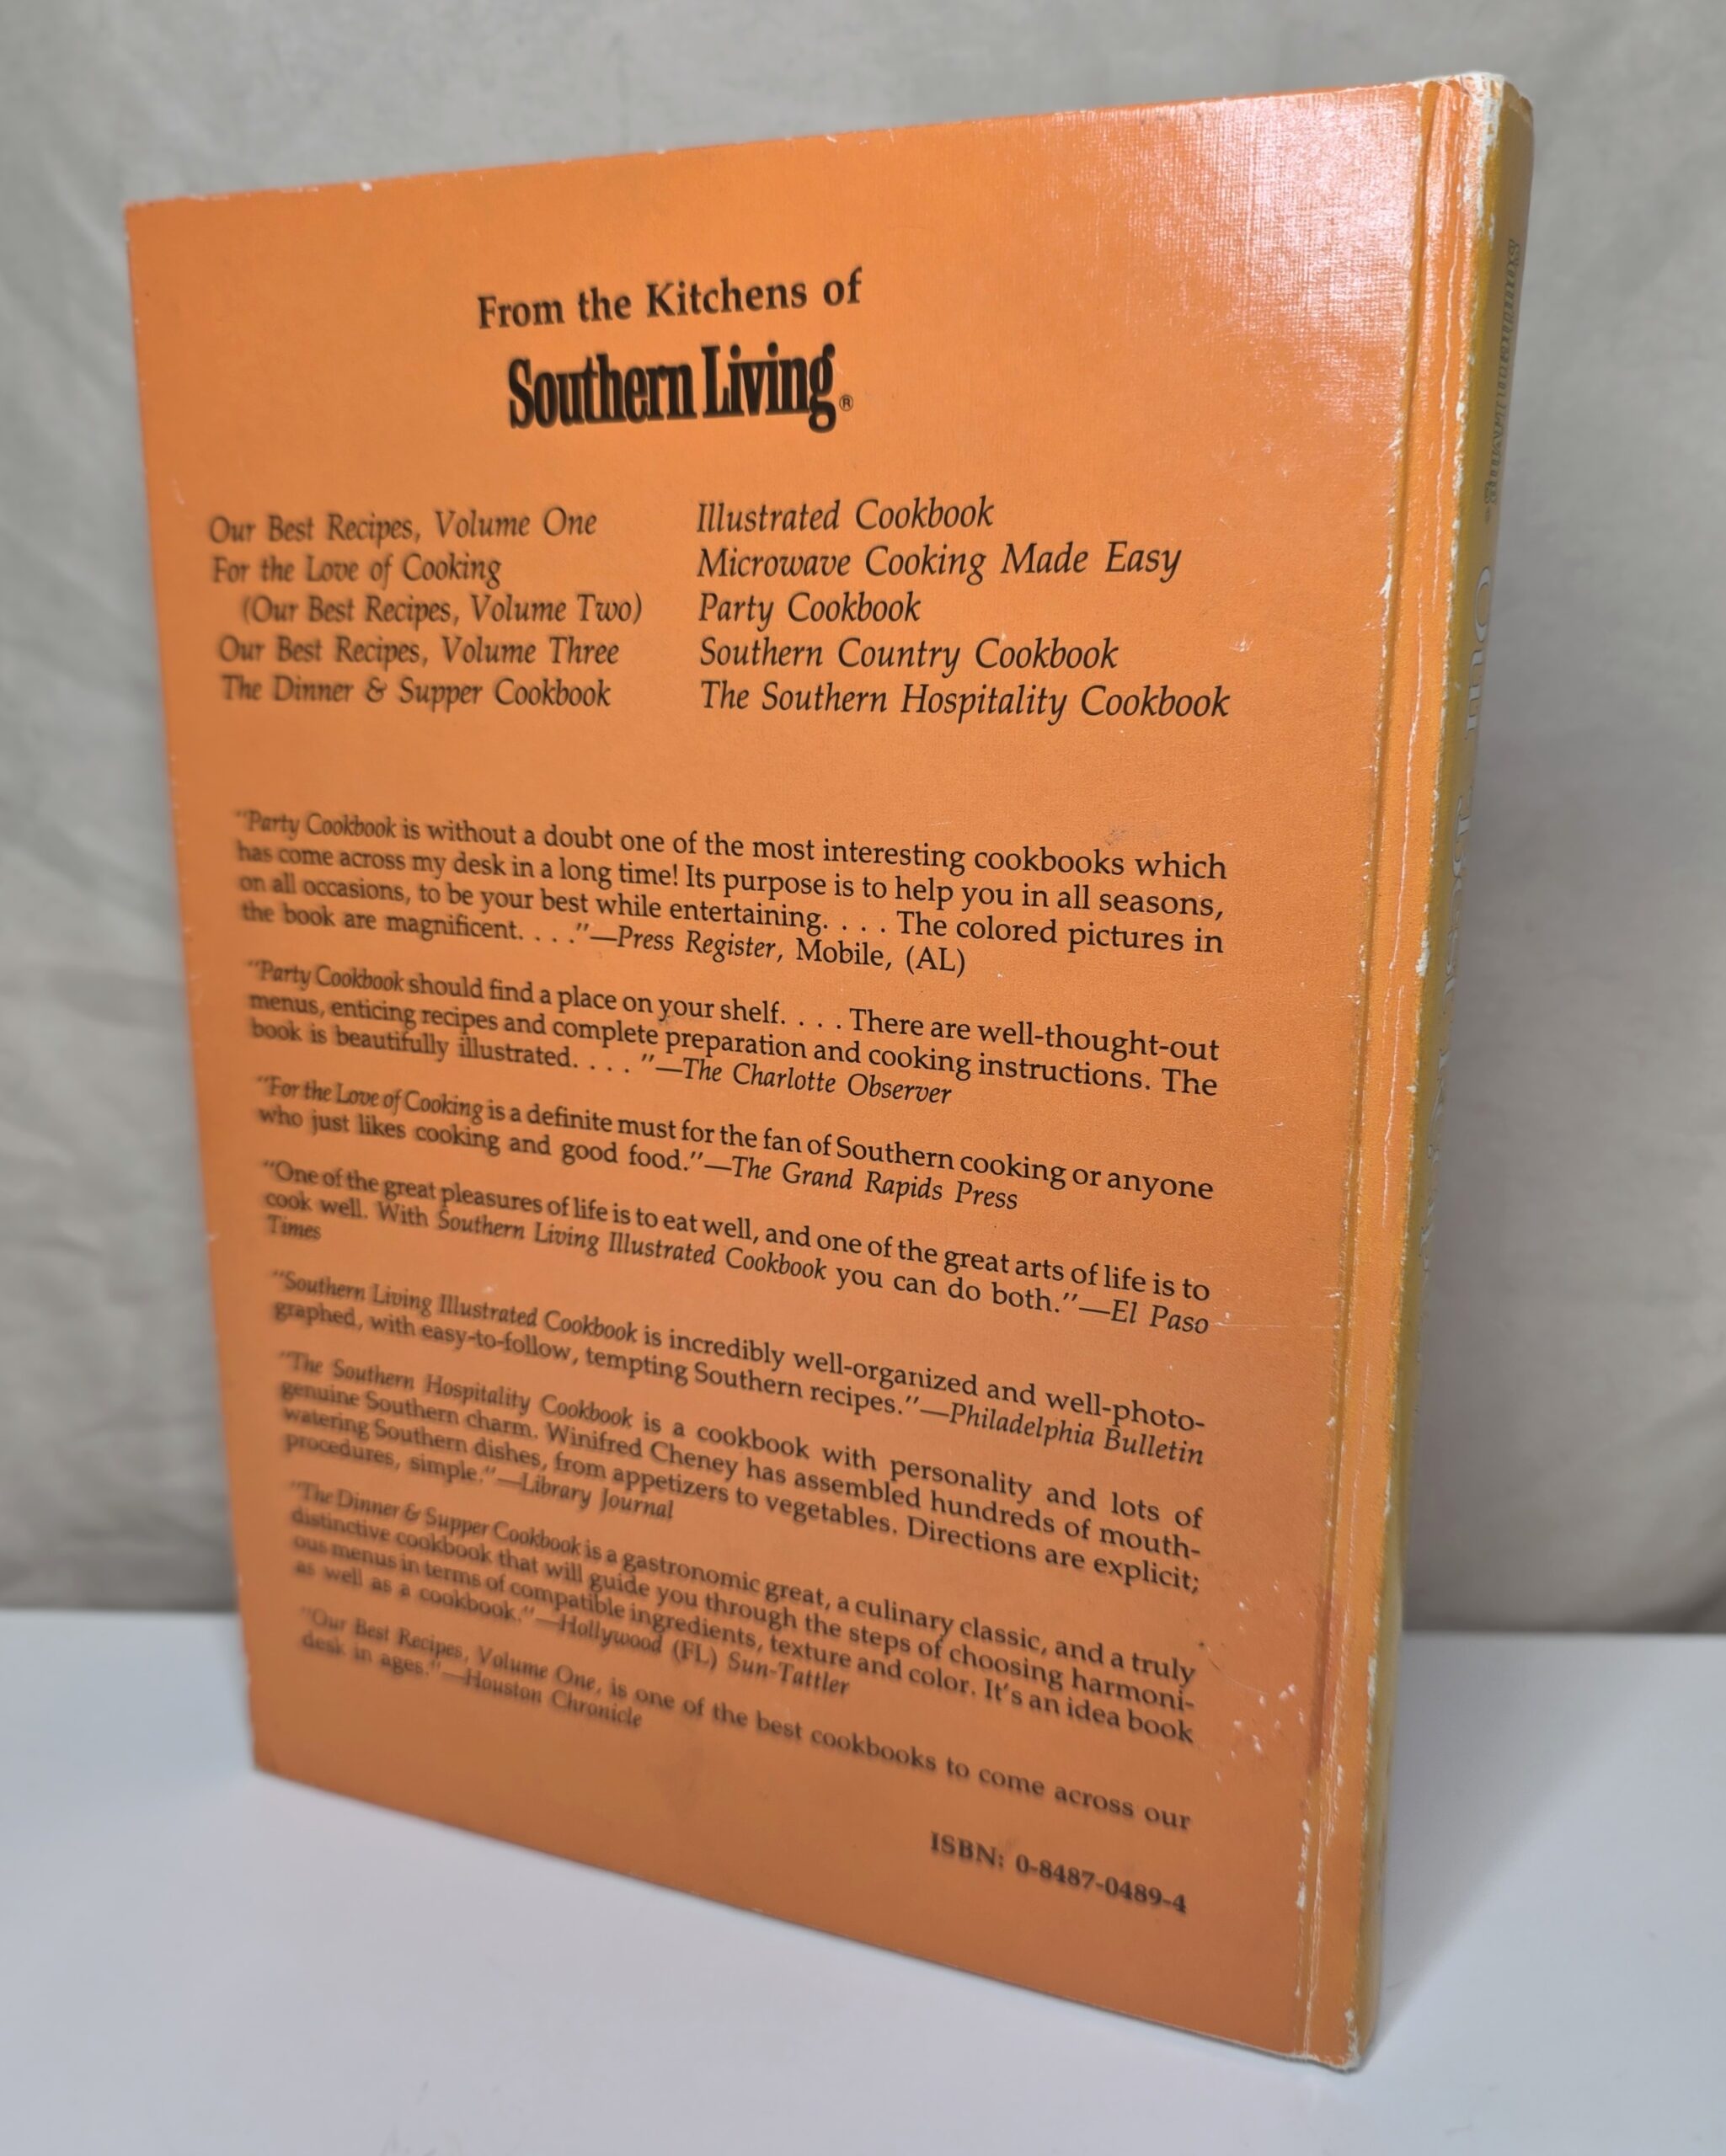 From the Kitchens of
Southern Living®
Our Best Recipes, Volume One
For the Love of Cooking
(Our Best Recipes, Volume Two)
Our Best Recipes, Volume Three
The Dinner & Supper Cookbook
Illustrated Cookbook
Microwave Cooking Made Easy
Party Cookbook
Southern Country Cookbook
The Southern Hospitality Cookbook
"Party Cookbook is without a doubt one of the most interesting cookbooks which
has come across my desk in a long time! Its purpose is to help you in all seasons,
on all occasions, to be your best while entertaining. . . . The colored pictures in
the book are magnificent. . . ."—Press Register, Mobile, (AL)
"Party Cookbook should find a place on your shelf. . . . There are well-thought-out
menus, enticing recipes and complete preparation and cooking instructions. The
book is beautifully illustrated. . . . "—The Charlotte Observer
"For the Love of Cooking is a definite must for the fan of Southern cooking or anyone
who just likes cooking and good food."—The Grand Rapids Press
"One of the great pleasures of life is to eat well, and one of the great arts of life is to
cook well. With Southern Living Illustrated Cookbook you can do both."—El Paso
Times
"Southern Living Illustrated Cookbook is incredibly well-organized and well-photo-
graphed, with easy-to-follow, tempting Southern recipes."—Philadelphia Bulletin
"The Southern Hospitality Cookbook is a cookbook with personality and lots of
genuine Southern charm. Winifred Cheney has assembled hundreds of mouth-
watering Southern dishes, from appetizers to vegetables. Directions are explicit;
procedures, simple."—Library Journal
"The Dinner & Supper Cookbook is a gastronomic great, a culinary classic, and a truly
distinctive cookbook that will guide you through the steps of choosing harmoni-
ous menus in terms of compatible ingredients, texture and color. It's an idea book
as well as a cookbook."—Hollywood (FL) Sun-Tattler
"Our Best Recipes, Volume One, is one of the best cookbooks to come across our
desk in ages."—Houston Chronicle
ISBN: 0-8487-0489-4